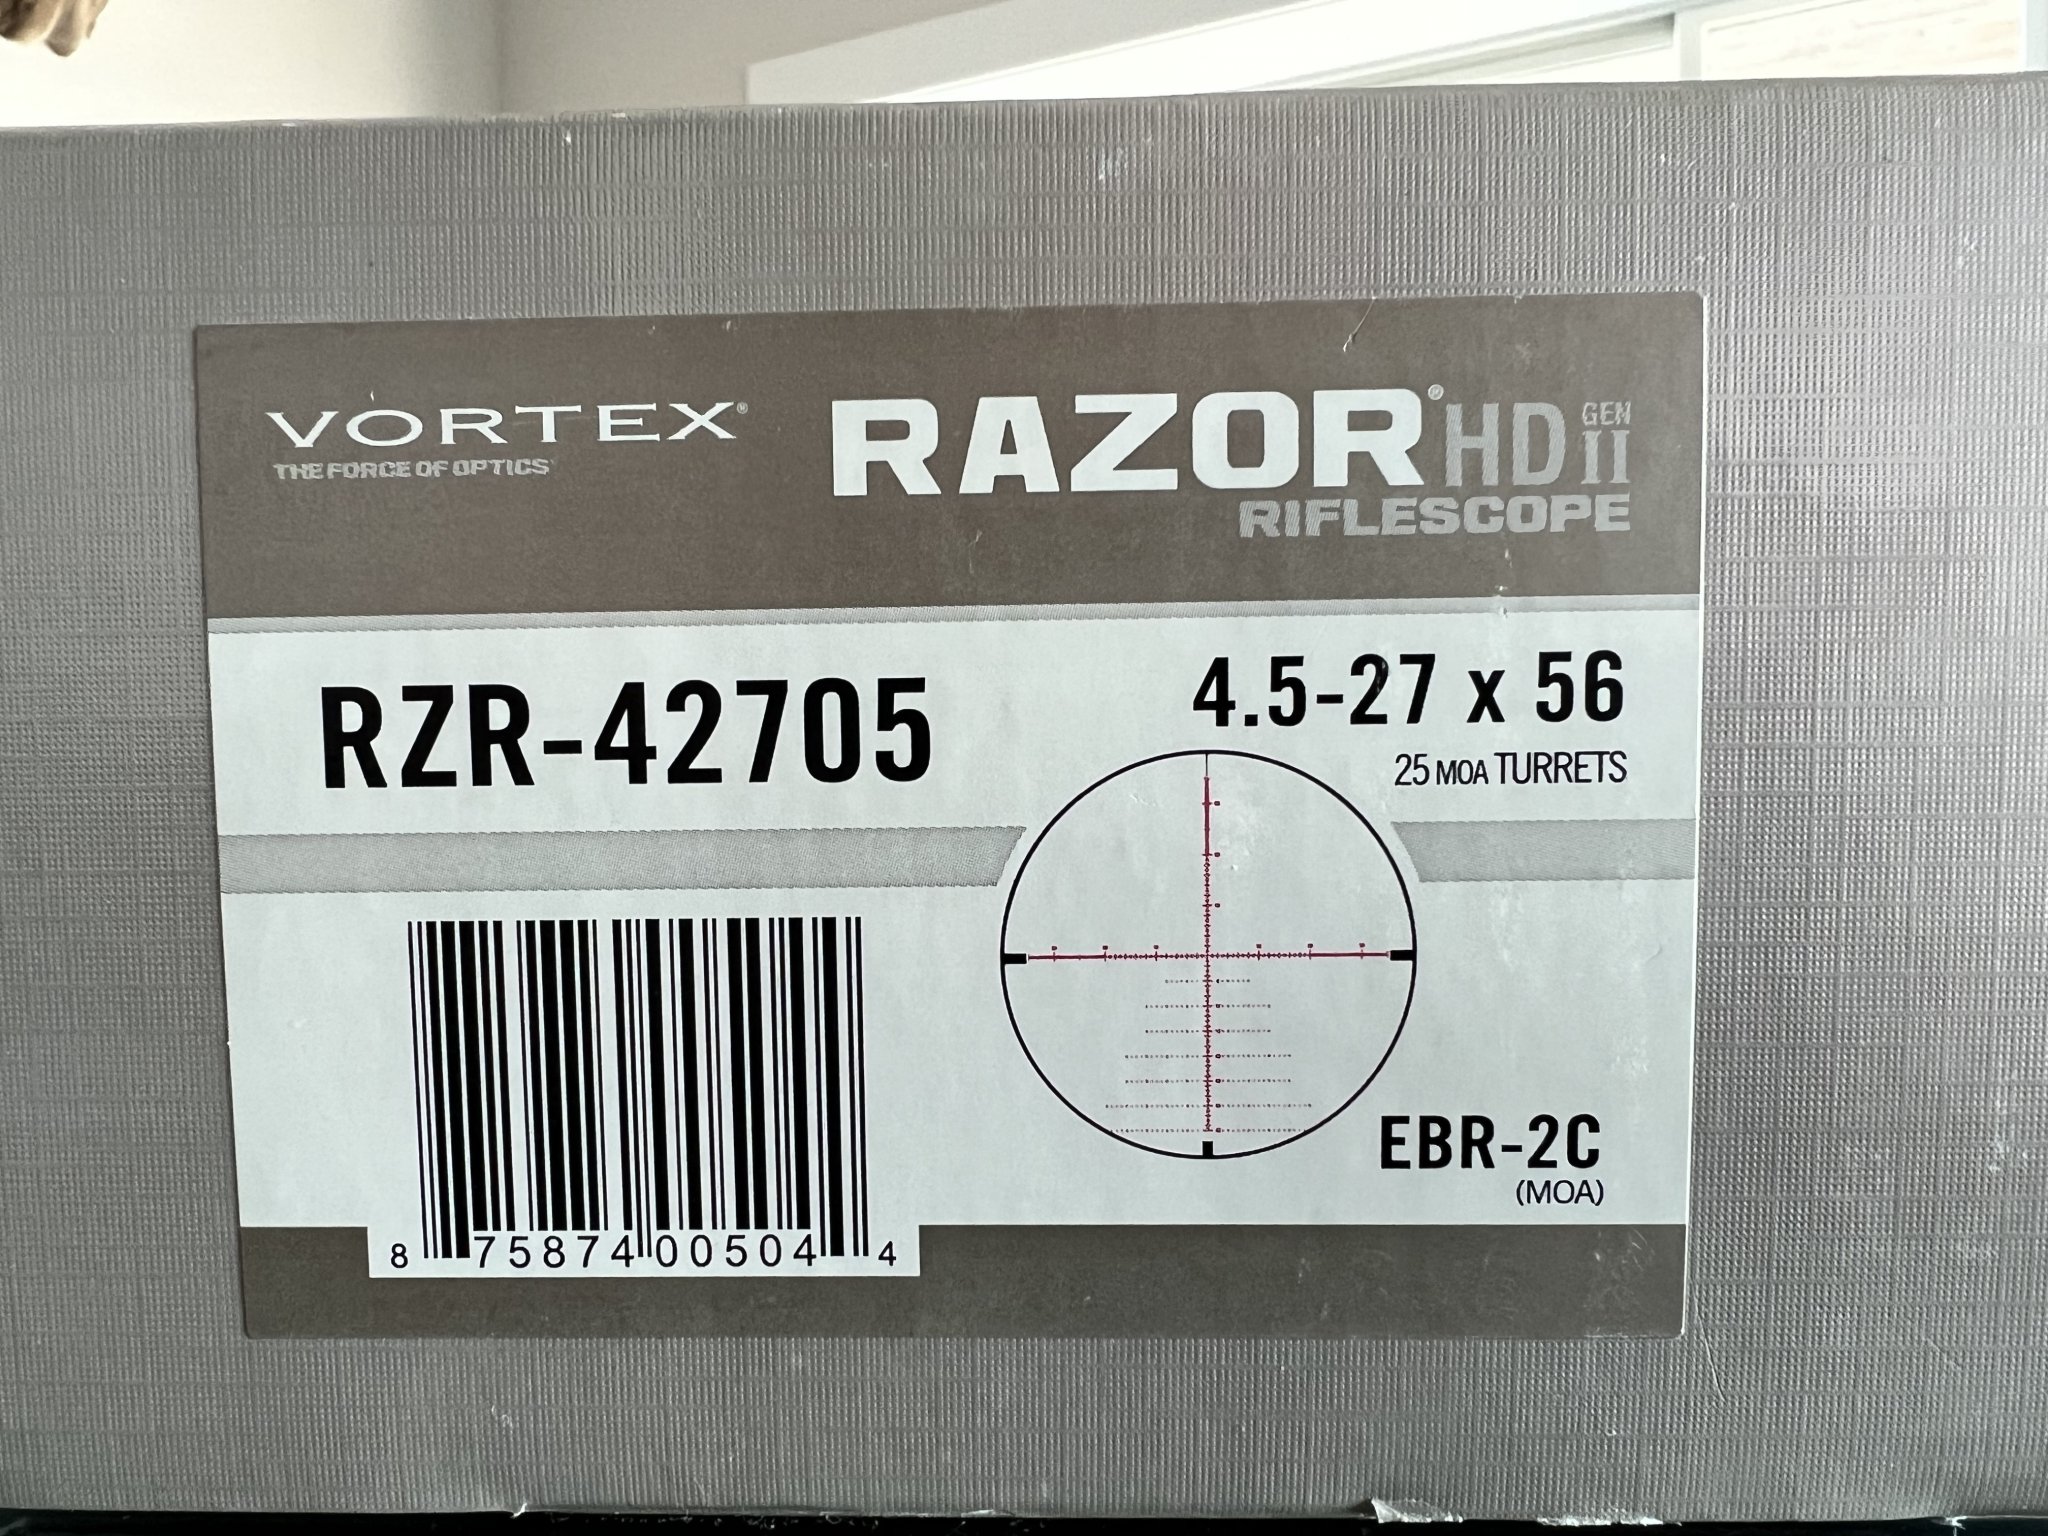 VORTEX®
THE FORCE OF OPTICS
RAZOR® HD GEN II
RIFLESCOPE
RZR-42705
4.5-27 x 56
25 MOA TURRETS
EBR-2C
(MOA)
8 75874 00504 4